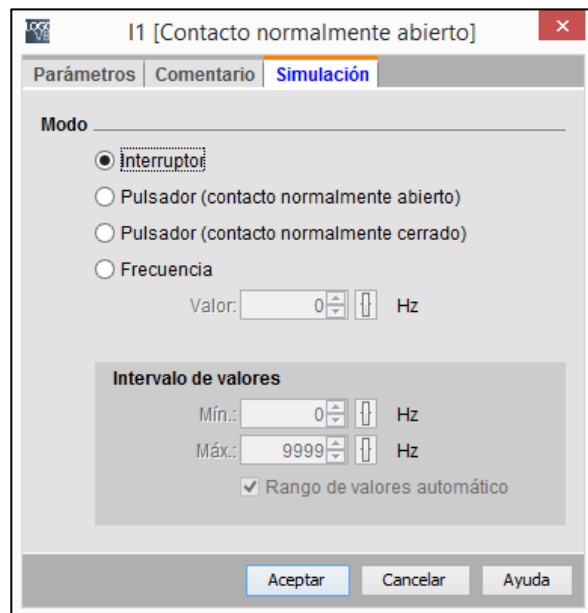 I1 [Contacto normalmente abierto]
Parámetros Comentario Simulación
Modo
Interruptor
Pulsador (contacto normalmente abierto)
Pulsador (contacto normalmente cerrado)
Frecuencia
Valor: 0 Hz
Intervalo de valores
Mín.: 0 Hz
Máx.: 9999 Hz
Rango de valores automático
Aceptar Cancelar Ayuda